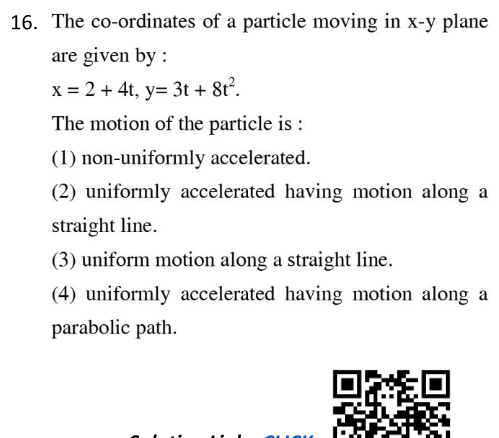 16. The co-ordinates of a particle moving in x-y plane
are given by :
x = 2 + 4t, y= 3t + 8t².
The motion of the particle is :
(1) non-uniformly accelerated.
(2) uniformly accelerated having motion along a
straight line.
(3) uniform motion along a straight line.
(4) uniformly accelerated having motion along a
parabolic path.